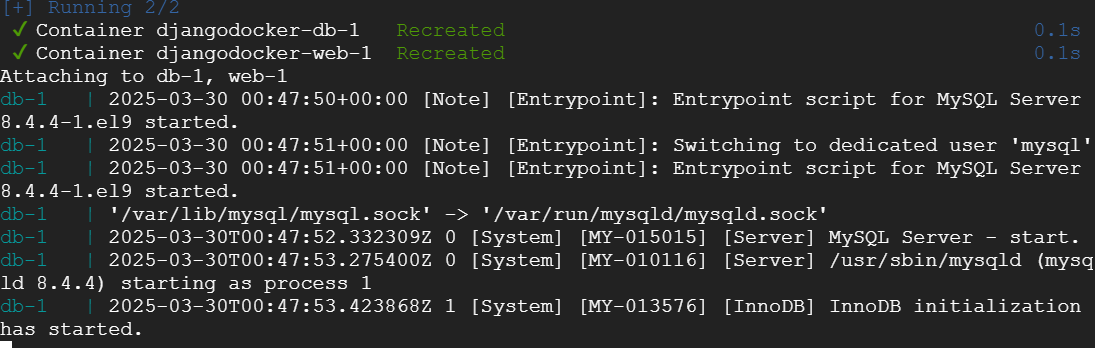 [+] Running 2/2
✔ Container djangodocker-db-1 Recreated 0.1s
✔ Container djangodocker-web-1 Recreated 0.1s
Attaching to db-1, web-1
db-1 | 2025-03-30 00:47:50+00:00 [Note] [Entrypoint]: Entrypoint script for MySQL Server
8.4.4-1.el9 started.
db-1 | 2025-03-30 00:47:51+00:00 [Note] [Entrypoint]: Switching to dedicated user 'mysql'
db-1 | 2025-03-30 00:47:51+00:00 [Note] [Entrypoint]: Entrypoint script for MySQL Server
8.4.4-1.el9 started.
db-1 | '/var/lib/mysql/mysql.sock' -> '/var/run/mysqld/mysqld.sock'
db-1 | 2025-03-30T00:47:52.332309Z 0 [System] [MY-015015] [Server] MySQL Server - start.
db-1 | 2025-03-30T00:47:53.275400Z 0 [System] [MY-010116] [Server] /usr/sbin/mysqld (mysq
ld 8.4.4) starting as process 1
db-1 | 2025-03-30T00:47:53.423868Z 1 [System] [MY-013576] [InnoDB] InnoDB initialization
has started.